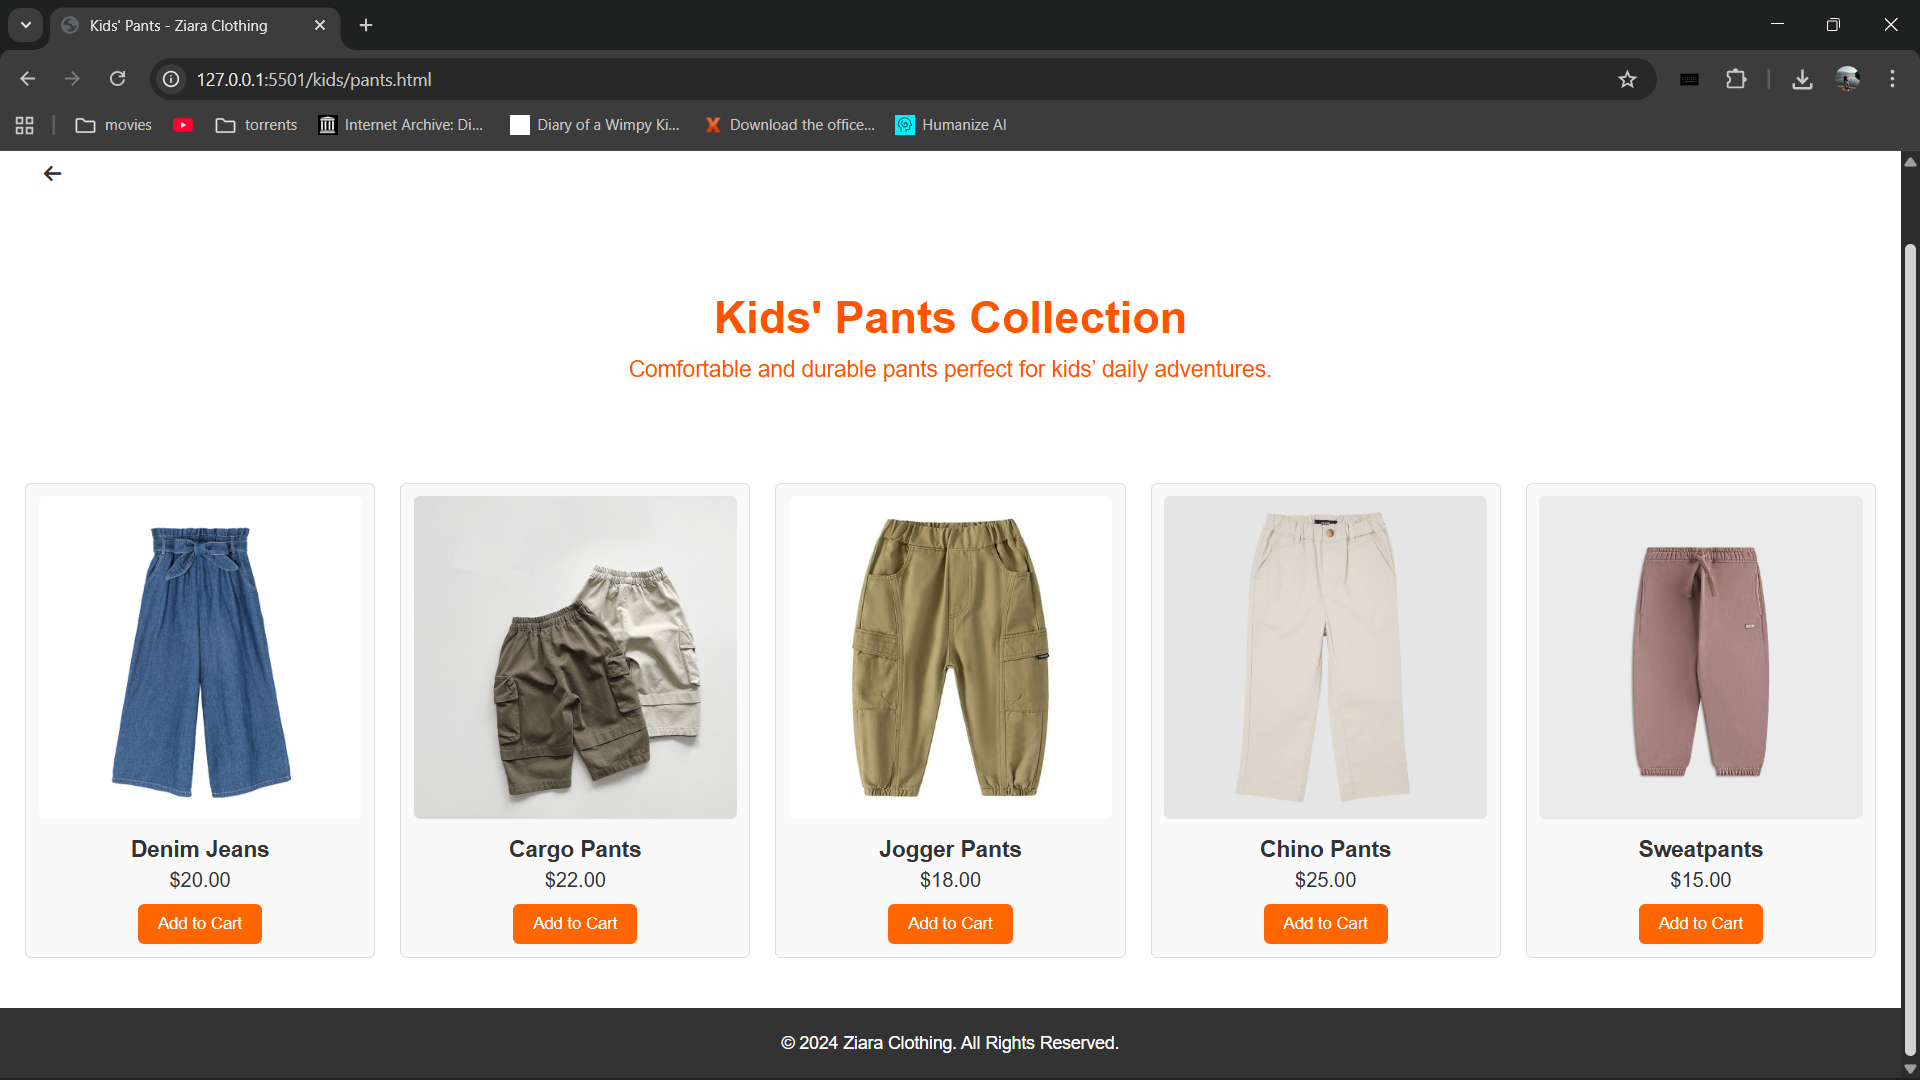 Kids' Pants - Ziara Clothing
127.0.0.1:5501/kids/pants.html
movies
torrents
Internet Archive: Di...
Diary of a Wimpy Ki...
Download the office...
Humanize AI
Kids' Pants Collection
Comfortable and durable pants perfect for kids’ daily adventures.
Denim Jeans
$20.00
Add to Cart
Cargo Pants
$22.00
Add to Cart
Jogger Pants
$18.00
Add to Cart
Chino Pants
$25.00
Add to Cart
Sweatpants
$15.00
Add to Cart
© 2024 Ziara Clothing. All Rights Reserved.